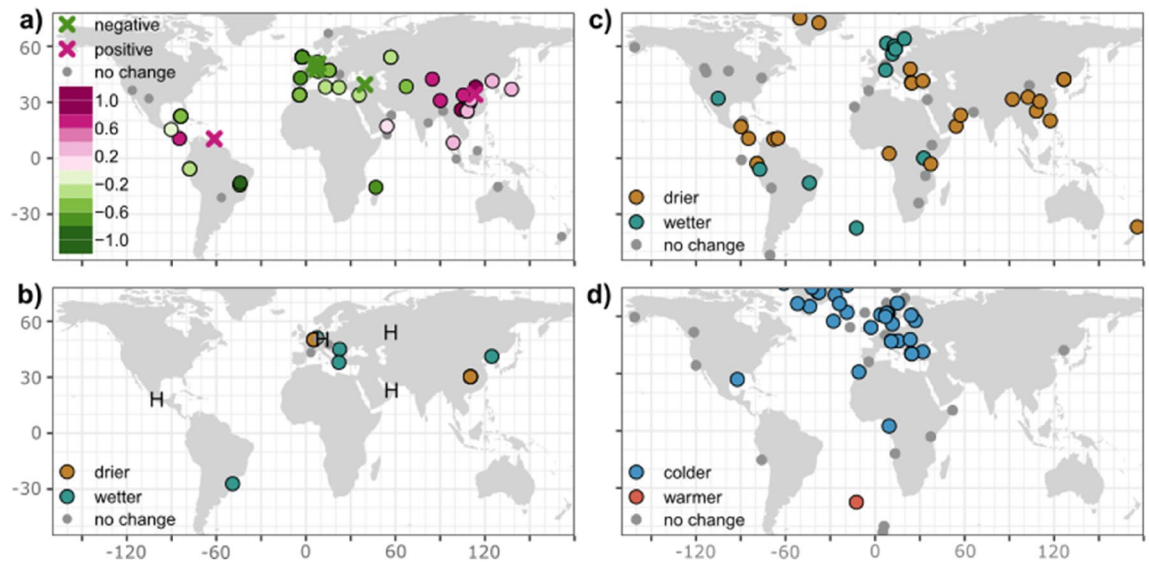 a)
negative
positive
no change
1.0
0.6
0.2
−0.2
−0.6
−1.0
60
30
0
-30
c)
drier
wetter
no change
b)
H
H
H
H
60
30
0
-30
drier
wetter
no change
-120
-60
0
60
120
d)
colder
warmer
no change
-120
-60
0
60
120